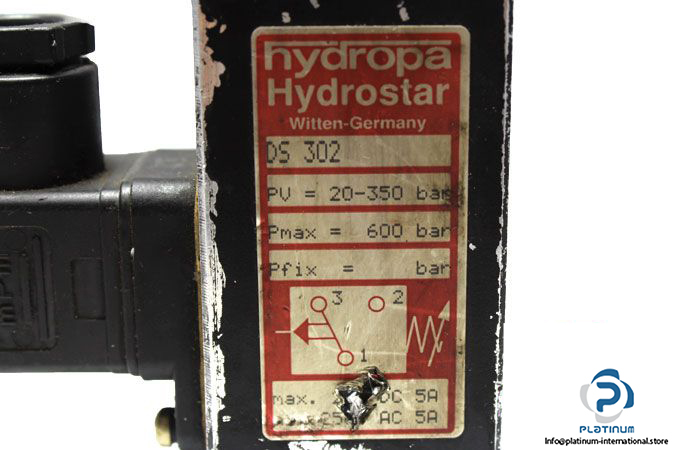 hydropa
Hydrostar
Witten-Germany
DS 302
PV = 20-350 bar
Pmax = 600 bar
Pfix = bar
3 2
1
max. DC 5A
AC 5A
PLATINUM
Info@platinum-international.store